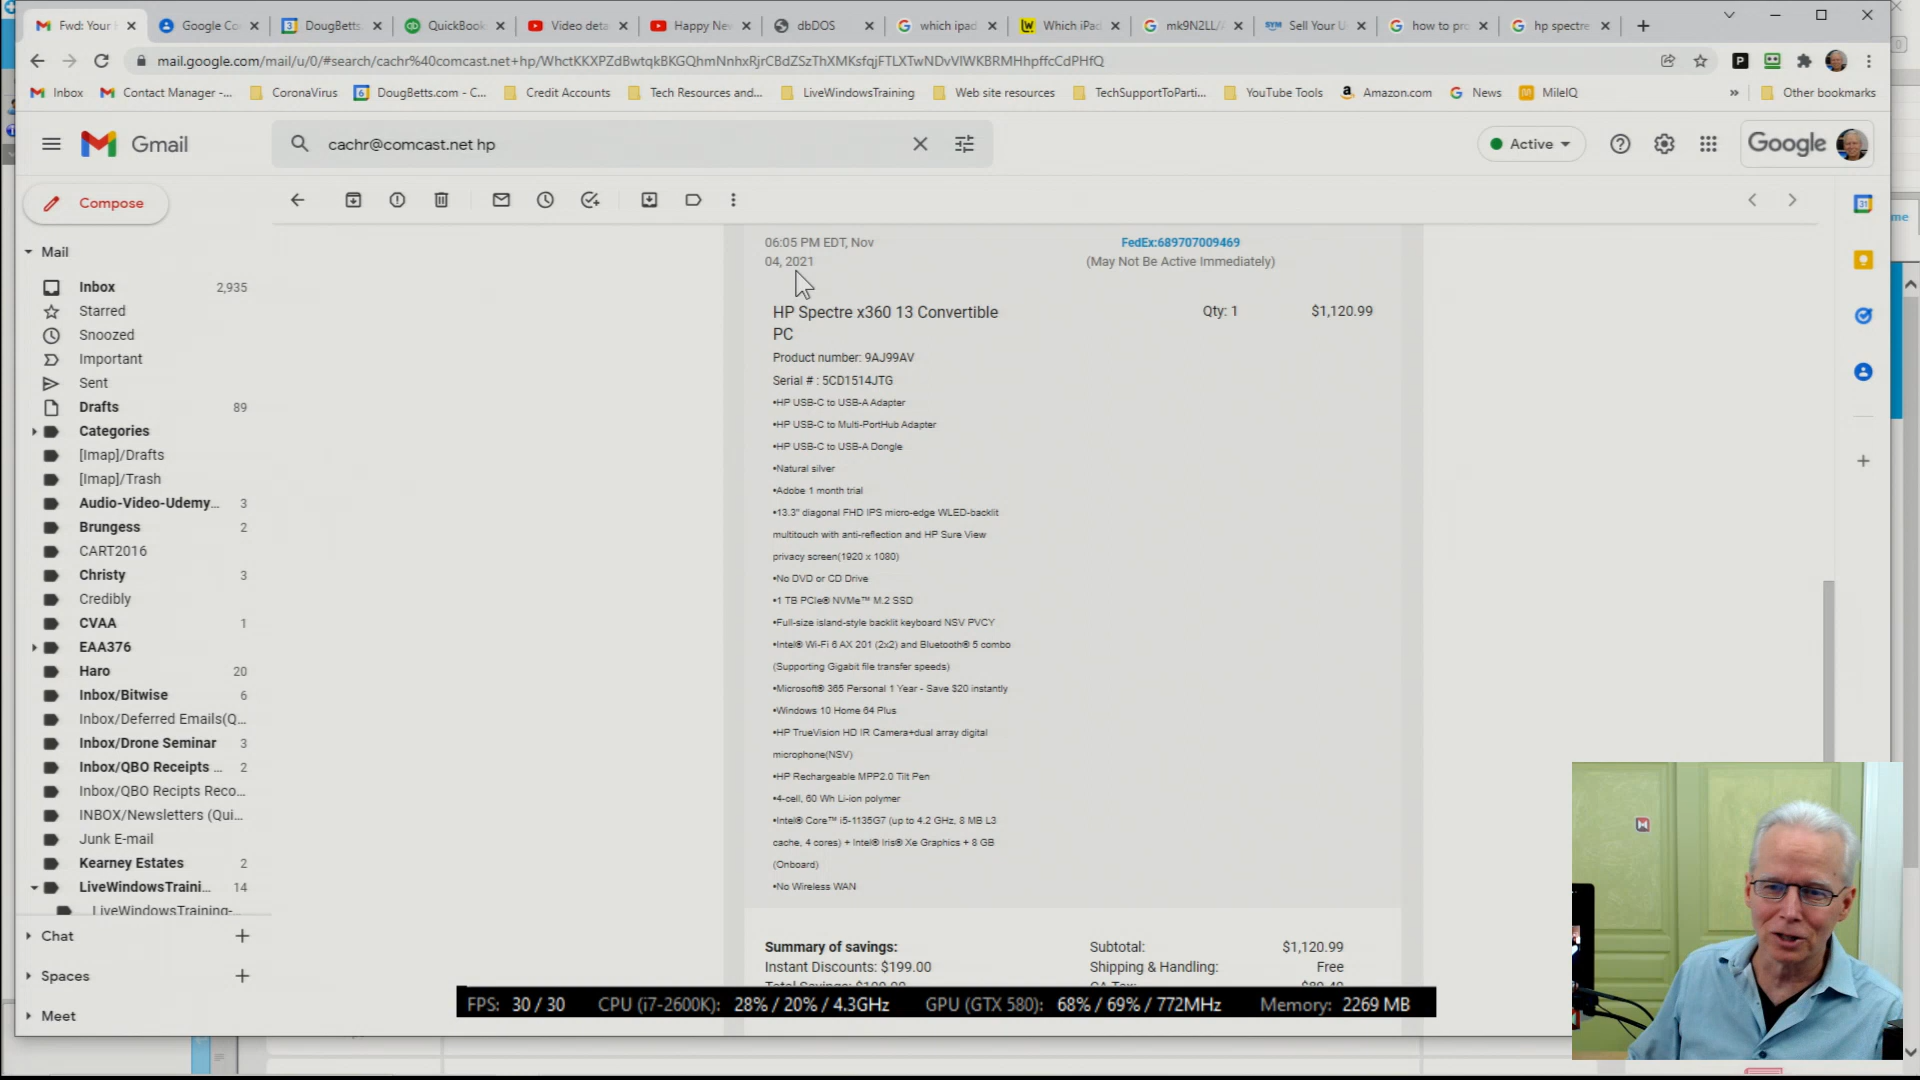 Fwd: Your H
Google Co
DougBetts.
QuickBook
Video deta
Happy New
dbDOS
which ipad
Which iPad
mk9N2LL/A
Sell Your U
how to pro
hp spectre
mail.google.com/mail/u/0/#search/cachr%40comcast.net+hp/WhctKKXPZdBwtqkBKGQhmNnhxRjrCBdZSzThXMKsfqjFTLXTwNDvVlWKBRMHhpffcCdPHfQ
Inbox
Contact Manager -...
CoronaVirus
DougBetts.com - C...
Credit Accounts
Tech Resources and...
LiveWindowsTraining
Web site resources
TechSupportToParti...
YouTube Tools
Amazon.com
News
MileIQ
»
Other bookmarks
Gmail
cachr@comcast.net hp
Active
Google
Compose
Mail
Inbox 2,935
Starred
Snoozed
Important
Sent
Drafts 89
Categories
[Imap]/Drafts
[Imap]/Trash
Audio-Video-Udemy... 3
Brungess 2
CART2016
Christy 3
Credibly
CVAA 1
EAA376
Haro 20
Inbox/Bitwise 6
Inbox/Deferred Emails(Q...
Inbox/Drone Seminar 3
Inbox/QBO Receipts ... 2
Inbox/QBO Recipts Reco...
INBOX/Newsletters (Qui...
Junk E-mail
Kearney Estates 2
LiveWindowsTraini... 14
LiveWindowsTraining-...
Chat
Spaces
Meet
06:05 PM EDT, Nov
04, 2021
FedEx:689707009469
(May Not Be Active Immediately)
HP Spectre x360 13 Convertible
PC
Qty: 1 $1,120.99
Product number: 9AJ99AV
Serial # : 5CD1514JTG
•HP USB-C to USB-A Adapter
•HP USB-C to Multi-PortHub Adapter
•HP USB-C to USB-A Dongle
•Natural silver
•Adobe 1 month trial
•13.3" diagonal FHD IPS micro-edge WLED-backlit
multitouch with anti-reflection and HP Sure View
privacy screen(1920 x 1080)
•No DVD or CD Drive
•1 TB PCIe® NVMe™ M.2 SSD
•Full-size island-style backlit keyboard NSV PVCY
•Intel® Wi-Fi 6 AX 201 (2x2) and Bluetooth® 5 combo
(Supporting Gigabit file transfer speeds)
•Microsoft® 365 Personal 1 Year - Save $20 instantly
•Windows 10 Home 64 Plus
•HP TrueVision HD IR Camera+dual array digital
microphone(NSV)
•HP Rechargeable MPP2.0 Tilt Pen
•4-cell, 60 Wh Li-ion polymer
•Intel® Core™ i5-1135G7 (up to 4.2 GHz, 8 MB L3
cache, 4 cores) + Intel® Iris® Xe Graphics + 8 GB
(Onboard)
•No Wireless WAN
Summary of savings:
Instant Discounts: $199.00
Subtotal: $1,120.99
Shipping & Handling: Free
FPS: 30 / 30 CPU (i7-2600K): 28% / 20% / 4.3GHz GPU (GTX 580): 68% / 69% / 772MHz Memory: 2269 MB